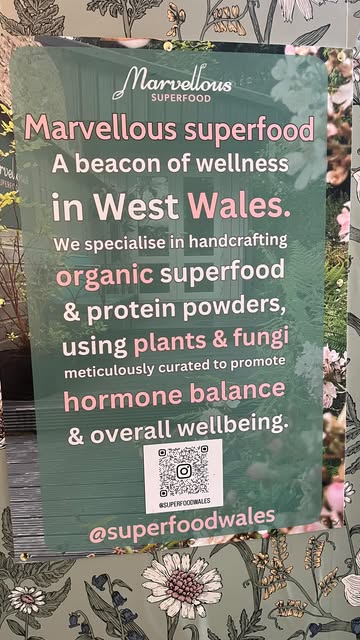 Marvellous
SUPERFOOD
Marvellous superfood
A beacon of wellness
in West Wales.
We specialise in handcrafting
organic superfood
& protein powders,
using plants & fungi
meticulously curated to promote
hormone balance
& overall wellbeing.
@SUPERFOODWALES
@superfoodwales